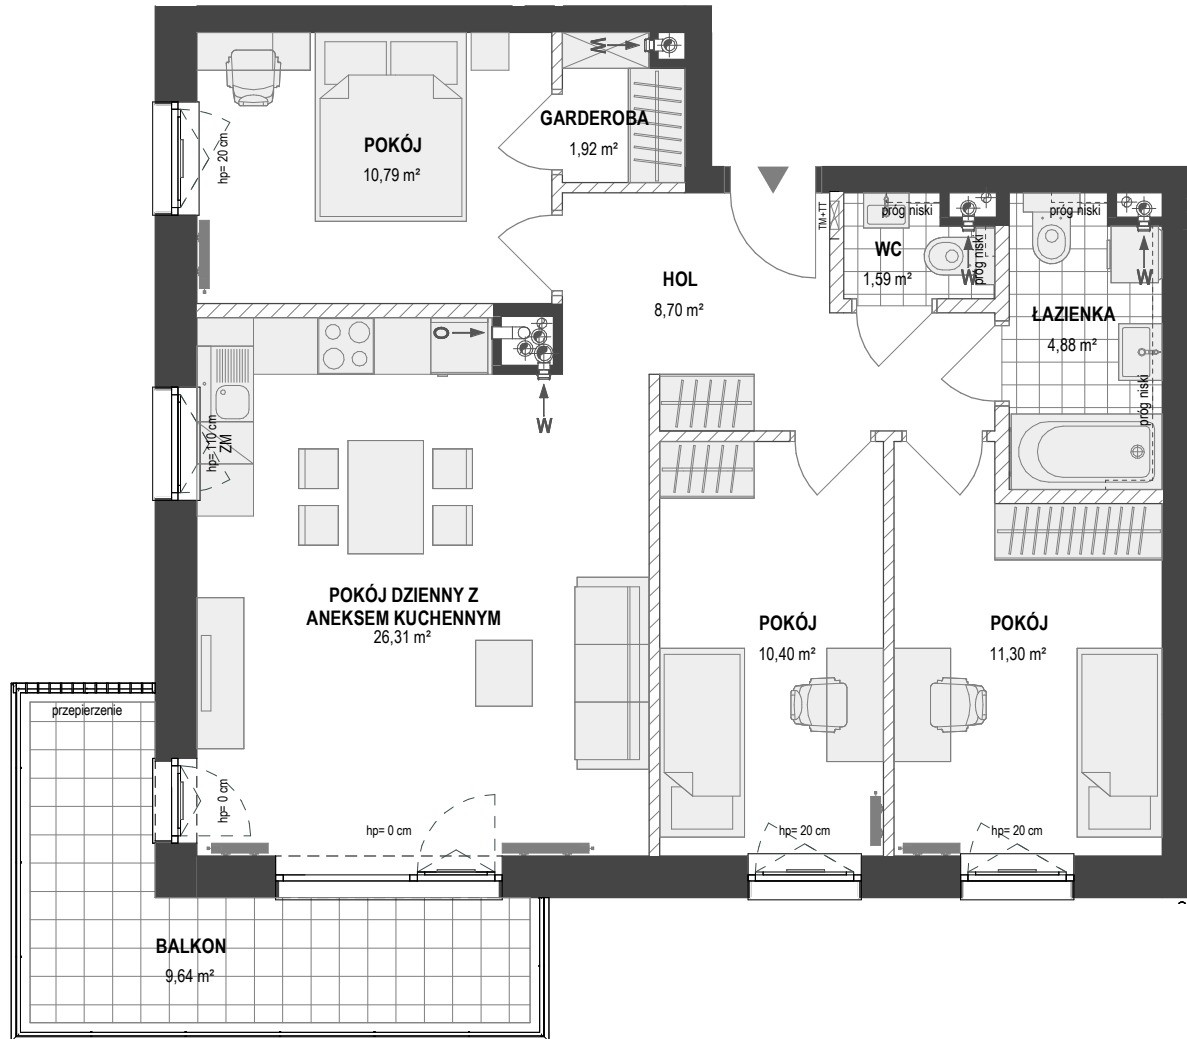 W
GARDEROBA
1,92 m²
POKÓJ
10,79 m²
hp= 20 cm
TM+TT
próg niski
WC
1,59 m²
próg niski
W
próg niski
W
HOL
8,70 m²
ŁAZIENKA
4,88 m²
próg niski
O
W
hp= 110 cm
ZM
POKÓJ DZIENNY Z
ANEKSEM KUCHENNYM
26,31 m²
POKÓJ
10,40 m²
POKÓJ
11,30 m²
przepierzenie
hp= 0 cm
hp= 0 cm
hp= 20 cm
hp= 20 cm
BALKON
9,64 m²